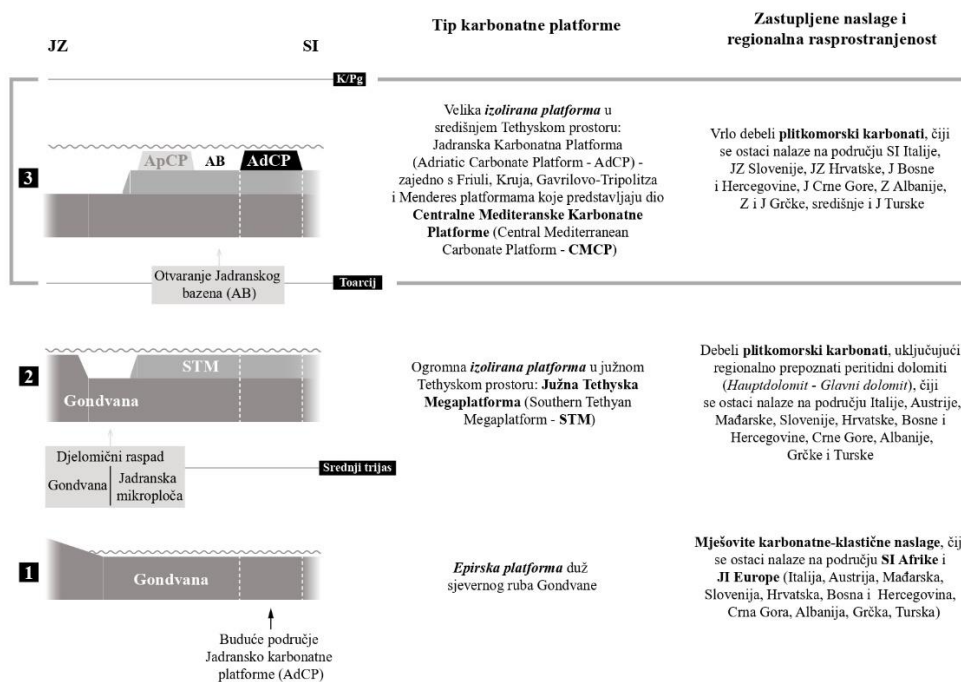 JZ
SI
Tip karbonatne platforme
Zastupljene naslage i
regionalna rasprostranjenost
K/Pg
3
ApCP
AB
AdCP
Velika izolirana platforma u
središnjem Tethyskom prostoru:
Jadranska Karbonatna Platforma
(Adriatic Carbonate Platform - AdCP) -
zajedno s Friuli, Kruja, Gavrilovo-Tripolitza
i Menderes platformama koje predstavljaju dio
Centralne Mediteranske Karbonatne
Platforme (Central Mediterranean
Carbonate Platform - CMCP)
Vrlo debeli plitkomorski karbonati, čiji
se ostaci nalaze na području SI Italije,
JZ Slovenije, JZ Hrvatske, J Bosne
i Hercegovine, J Crne Gore, Z Albanije,
Z i J Grčke, središnje i J Turske
Otvaranje Jadranskog
bazena (AB)
Toarcij
2
STM
Gondvana
Ogromna izolirana platforma u južnom
Tethyskom prostoru: Južna Tethyska
Megaplatforma (Southern Tethyan
Megaplatform - STM)
Debeli plitkomorski karbonati, uključujući
regionalno prepoznati peritidni dolomiti
(Hauptdolomit - Glavni dolomit), čiji
se ostaci nalaze na području Italije, Austrije,
Mađarske, Slovenije, Hrvatske, Bosne i
Hercegovine, Crne Gore, Albanije,
Grčke i Turske
Djelomični raspad
Gondvana
Jadranska
mikroploča
Srednji trijas
1
Gondvana
Epirska platforma duž
sjevernog ruba Gondvane
Mješovite karbonatne-klastične naslage, čij
se ostaci nalaze na području SI Afrike i
JI Europe (Italija, Austrija, Mađarska,
Slovenija, Hrvatska, Bosna i Hercegovina,
Crna Gora, Albanija, Grčka, Turska)
Buduće područje
Jadransko karbonatne
platforme (AdCP)